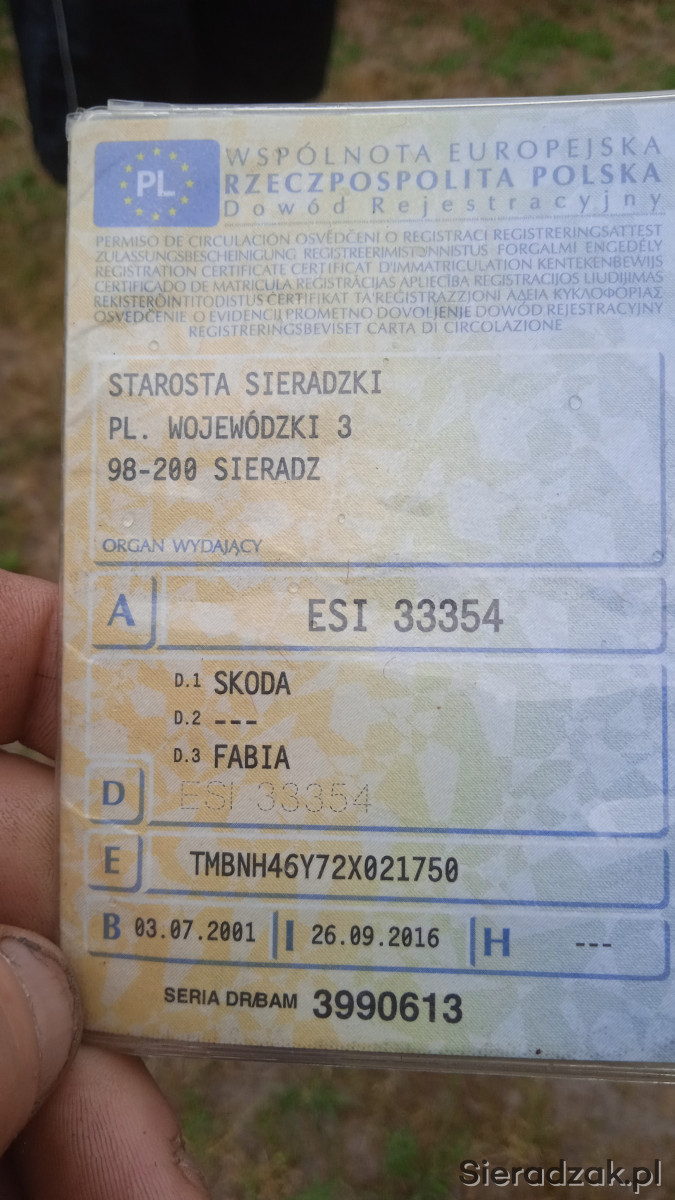 PL
WSPÓLNOTA EUROPEJSKA
RZECZPOSPOLITA POLSKA
Dowód Rejestracyjny
PERMISO DE CIRCULACIÓN OSVĚDČENÍ O REGISTRACI REGISTRERINGSATTEST
ZULASSUNGSBESCHEINIGUNG REGISTREERIMISTUNNISTUS FORGALMI ENGEDÉLY
REGISTRATION CERTIFICATE CERTIFICAT D'IMMATRICULATION KENTEKENBEWIJS
CERTIFICADO DE MATRICULA REGISTRĀCIJAS APLIECĪBA REGISTRACIJOS LIUDIJIMAS
REKISTERÖINTITODISTUS ĊERTIFIKAT TA'REĠISTRAZZJONI ΑΔΕΙΑ ΚΥΚΛΟΦΟΡΙΑΣ
OSVEDČENIE O EVIDENCII PROMETNO DOVOLJENJE DOWÓD REJESTRACYJNY
REGISTRERINGSBEVISET CARTA DI CIRCOLAZIONE
STAROSTA SIERADZKI
PL. WOJEWÓDZKI 3
98-200 SIERADZ
ORGAN WYDAJĄCY
A ESI 33354
D.1 SKODA
D.2 ---
D.3 FABIA
D ESI 33354
E TMBNH46Y72X021750
B 03.07.2001 I 26.09.2016 H ---
SERIA DR/BAM 3990613
Sieradzak.pl